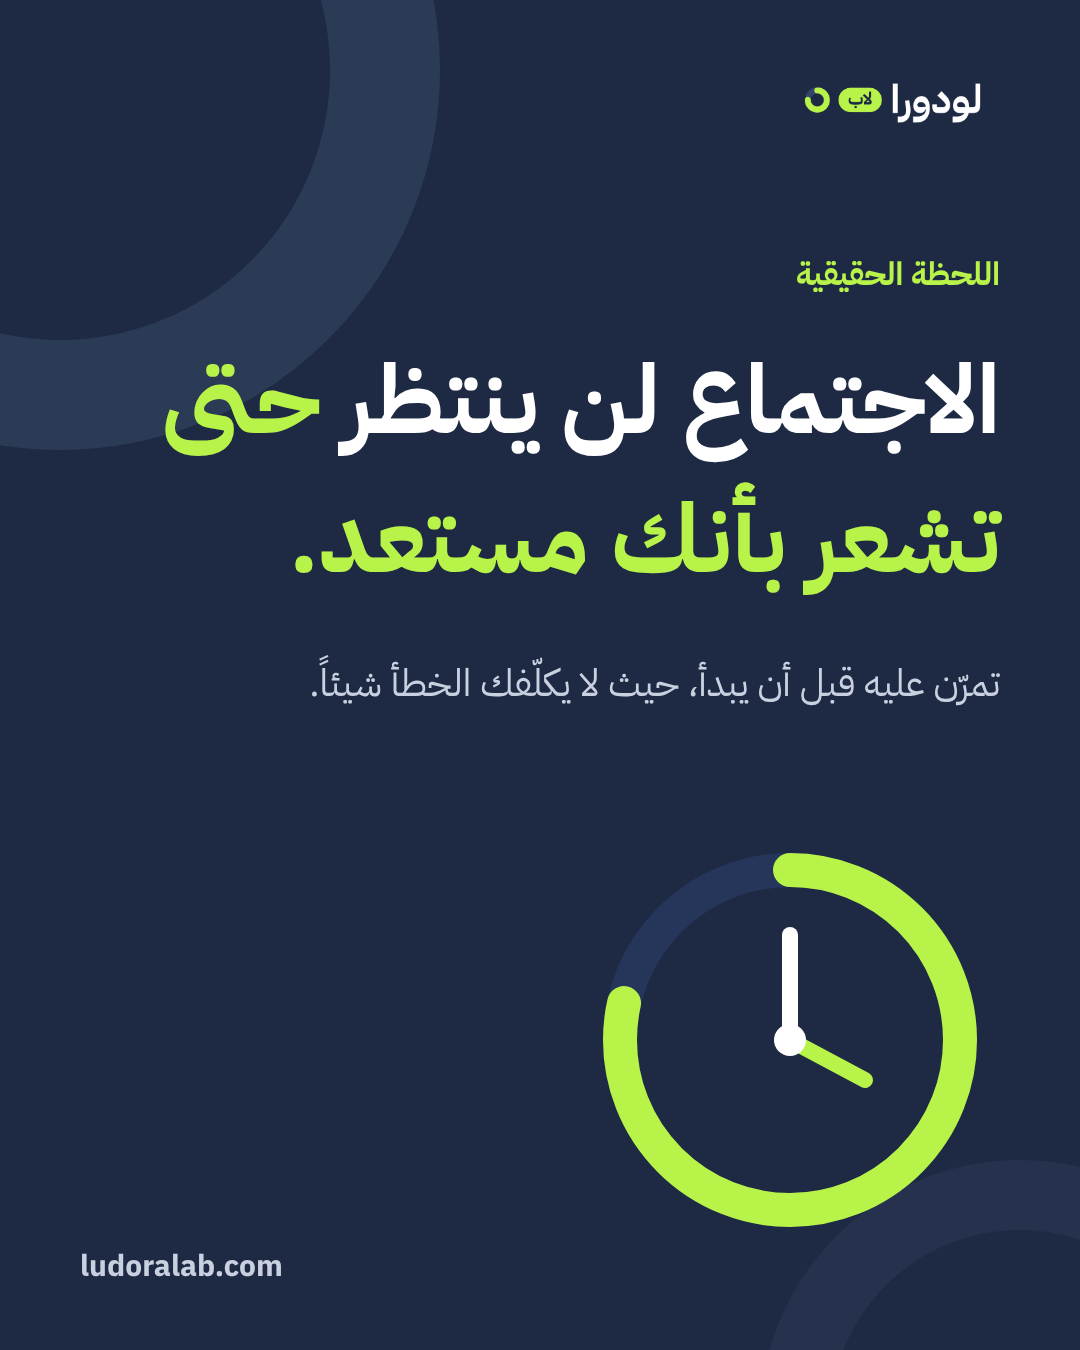 لودورا لاب
اللحظة الحقيقية
الاجتماع لن ينتظر حتى
تشعر بأنك مستعد.
تمرّن عليه قبل أن يبدأ، حيث لا يكلّفك الخطأ شيئاً.
ludoralab.com